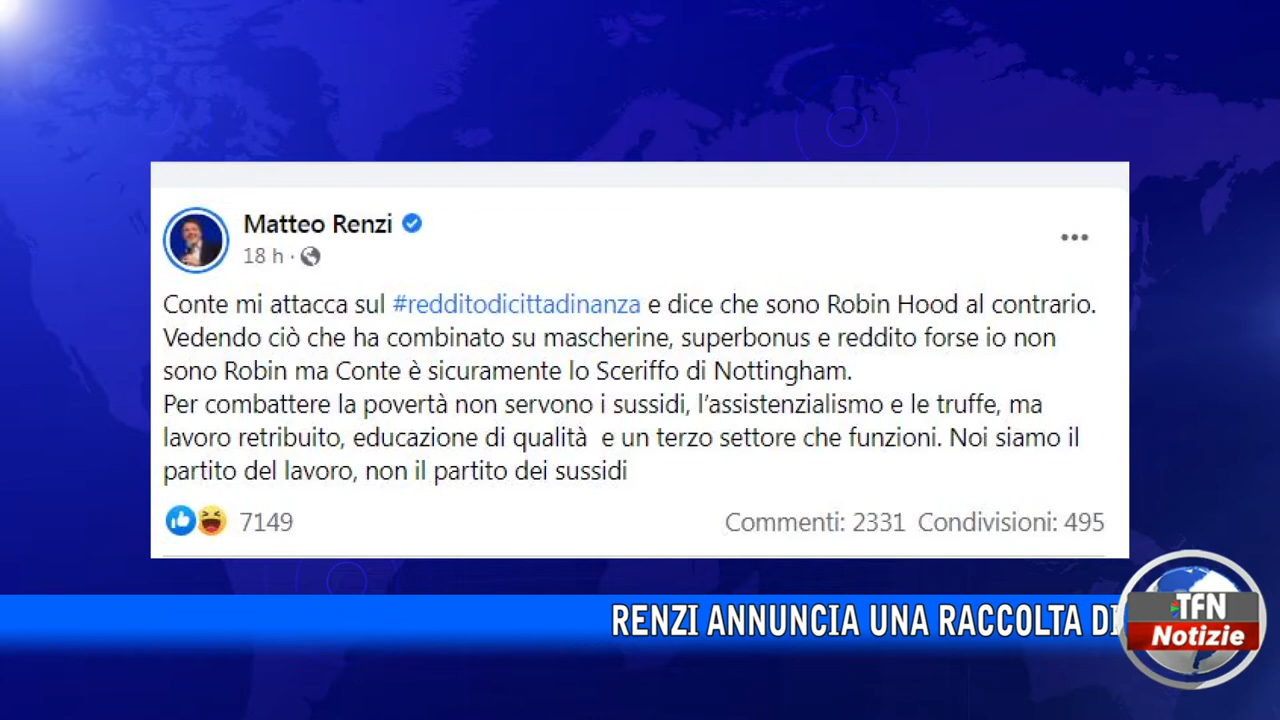 Matteo Renzi
18 h ·
Conte mi attacca sul #redditodicittadinanza e dice che sono Robin Hood al contrario.
Vedendo ciò che ha combinato su mascherine, superbonus e reddito forse io non
sono Robin ma Conte è sicuramente lo Sceriffo di Nottingham.
Per combattere la povertà non servono i sussidi, l'assistenzialismo e le truffe, ma
lavoro retribuito, educazione di qualità  e un terzo settore che funzioni. Noi siamo il
partito del lavoro, non il partito dei sussidi
7149
Commenti: 2331 Condivisioni: 495
RENZI ANNUNCIA UNA RACCOLTA DI
TFN
Notizie